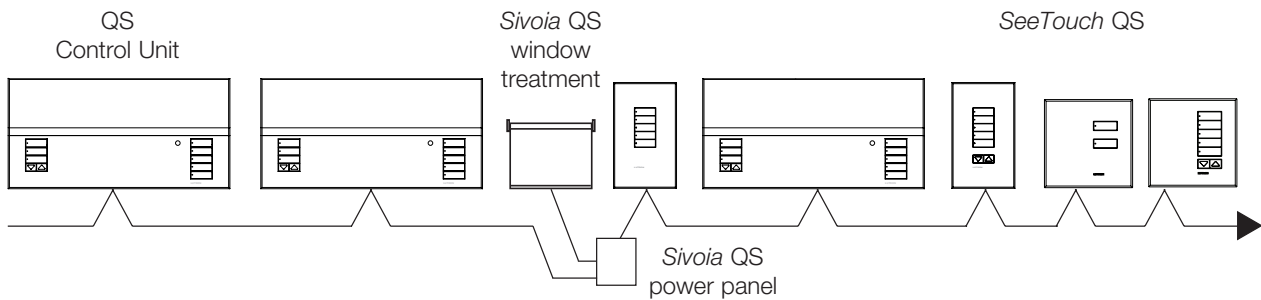 QS
Control Unit
Sivoia QS
window
treatment
SeeTouch QS
Sivoia QS
power panel